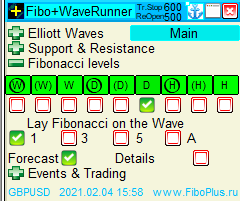 Fibo+WaveRunner Tr.Stop 600 ReOpen 500
Elliott Waves Main
Support & Resistance
Fibonacci levels
W (W) W (D) D D (H) H
Lay Fibonacci on the Wave
1 3 5 A
Forecast Details
Events & Trading
GBPUSD 2021.02.04 15:56 www.FiboPlus.ru